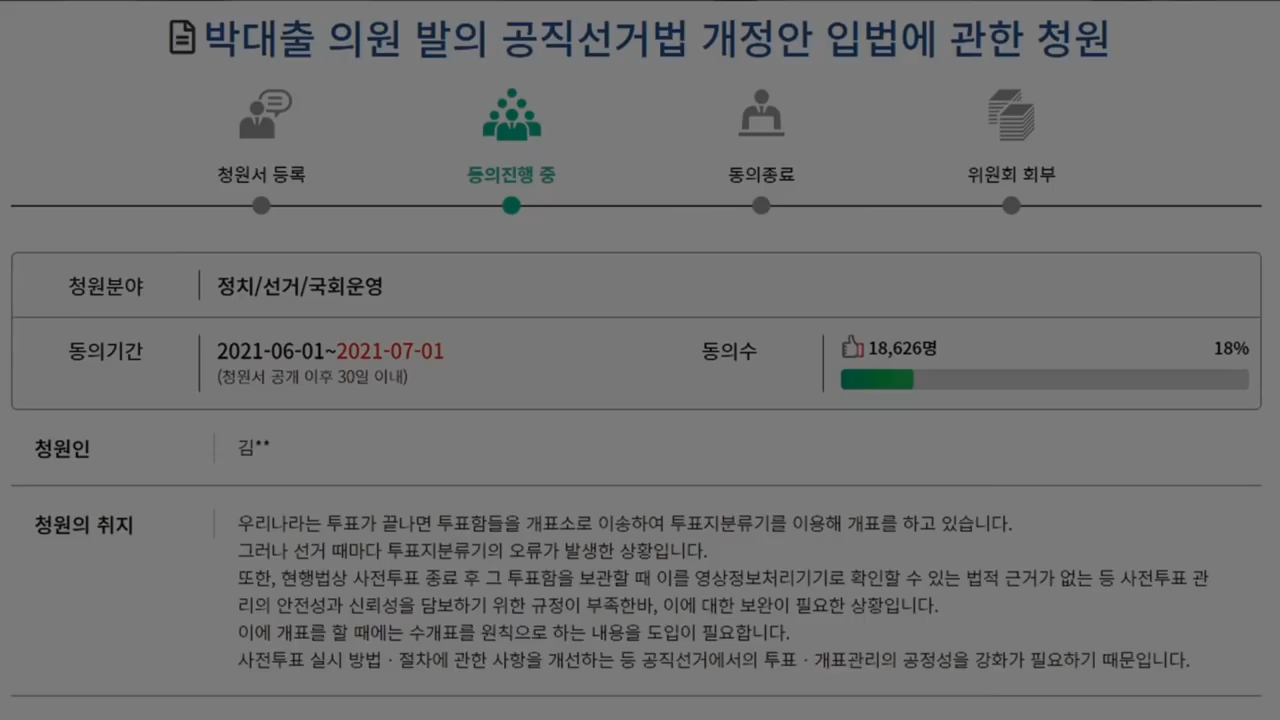 박대출 의원 발의 공직선거법 개정안 입법에 관한 청원
청원서 등록
동의진행 중
동의종료
위원회 회부
청원분야
정치/선거/국회운영
동의기간
2021-06-01~2021-07-01
(청원서 공개 이후 30일 이내)
동의수
18,626명
18%
청원인
김**
청원의 취지
우리나라는 투표가 끝나면 투표함들을 개표소로 이송하여 투표지분류기를 이용해 개표를 하고 있습니다.
그러나 선거 때마다 투표지분류기의 오류가 발생한 상황입니다.
또한, 현행법상 사전투표 종료 후 그 투표함을 보관할 때 이를 영상정보처리기기로 확인할 수 있는 법적 근거가 없는 등 사전투표 관
리의 안전성과 신뢰성을 담보하기 위한 규정이 부족한바, 이에 대한 보완이 필요한 상황입니다.
이에 개표를 할 때에는 수개표를 원칙으로 하는 내용을 도입이 필요합니다.
사전투표 실시 방법 · 절차에 관한 사항을 개선하는 등 공직선거에서의 투표 · 개표관리의 공정성을 강화가 필요하기 때문입니다.